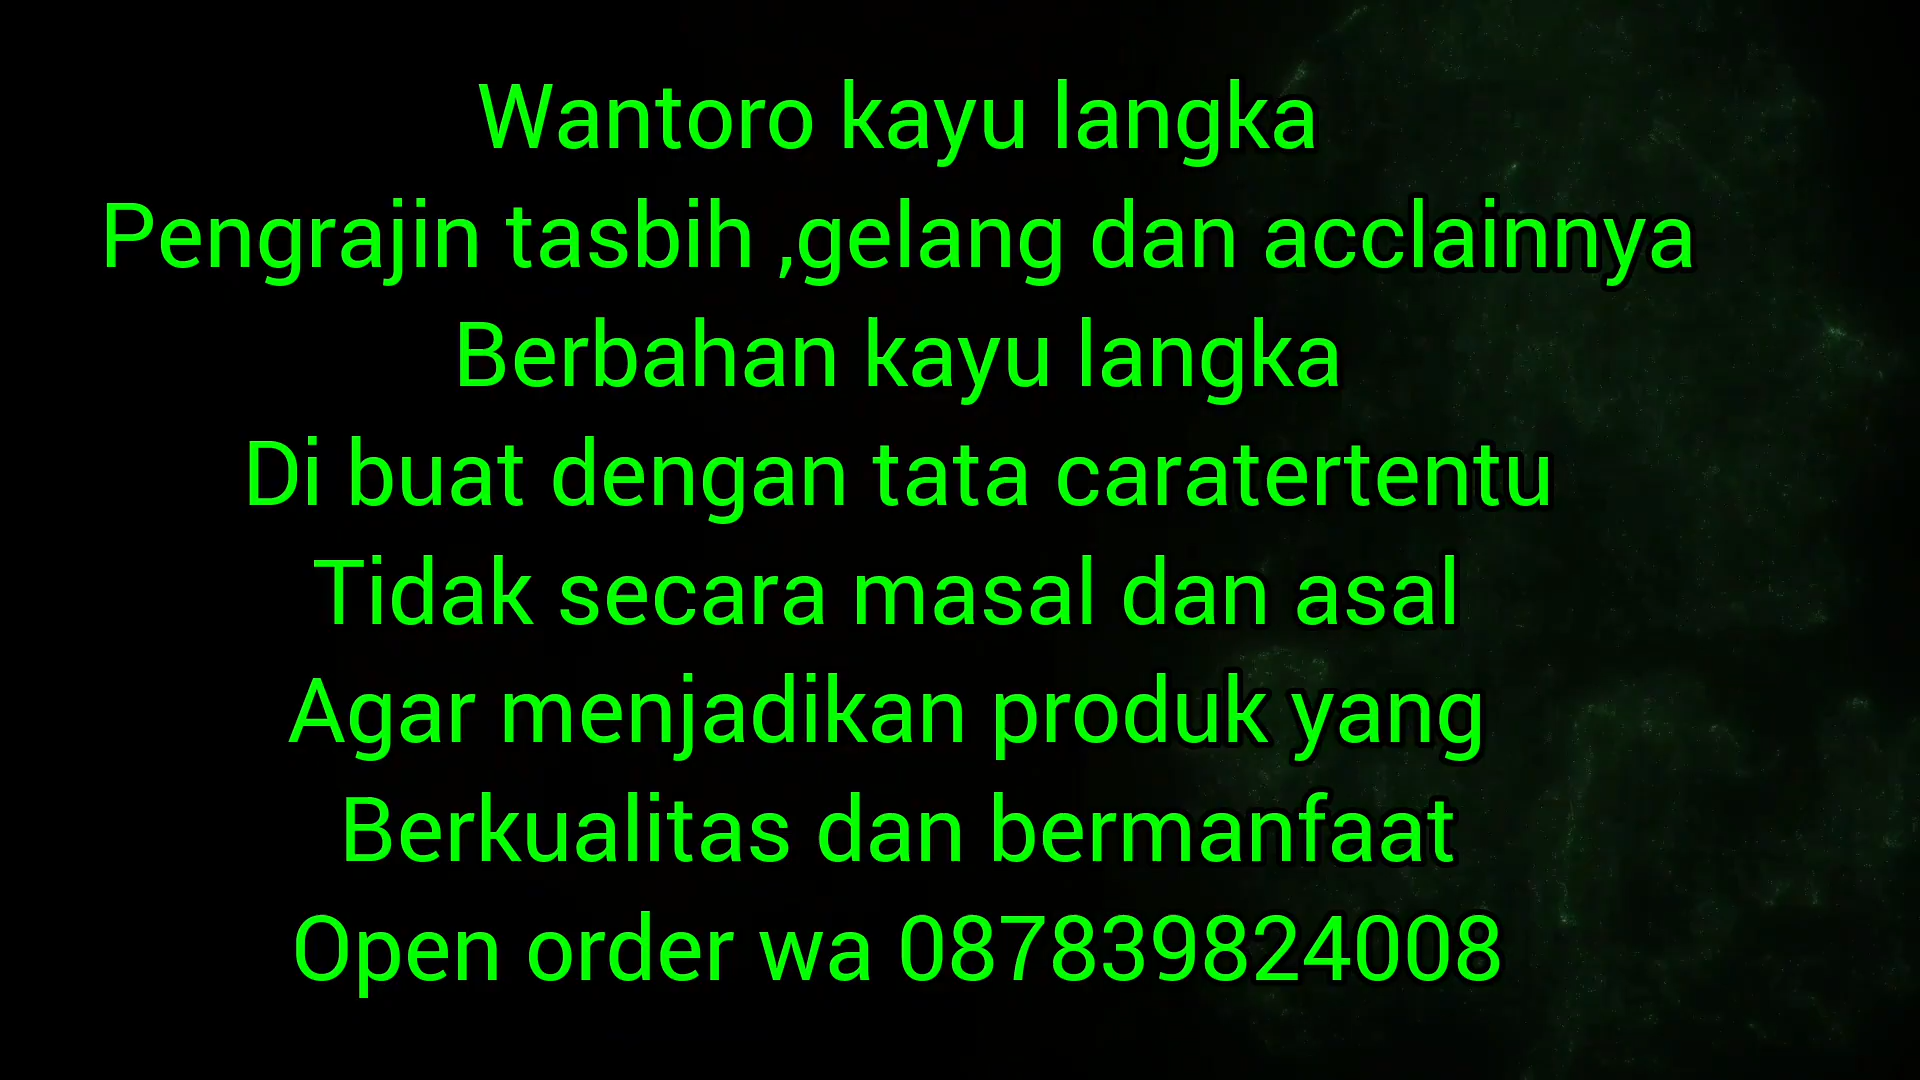 Wantoro kayu langka
Pengrajin tasbih ,gelang dan acclainnya
Berbahan kayu langka
Di buat dengan tata caratertentu
Tidak secara masal dan asal
Agar menjadikan produk yang
Berkualitas dan bermanfaat
Open order wa 087839824008